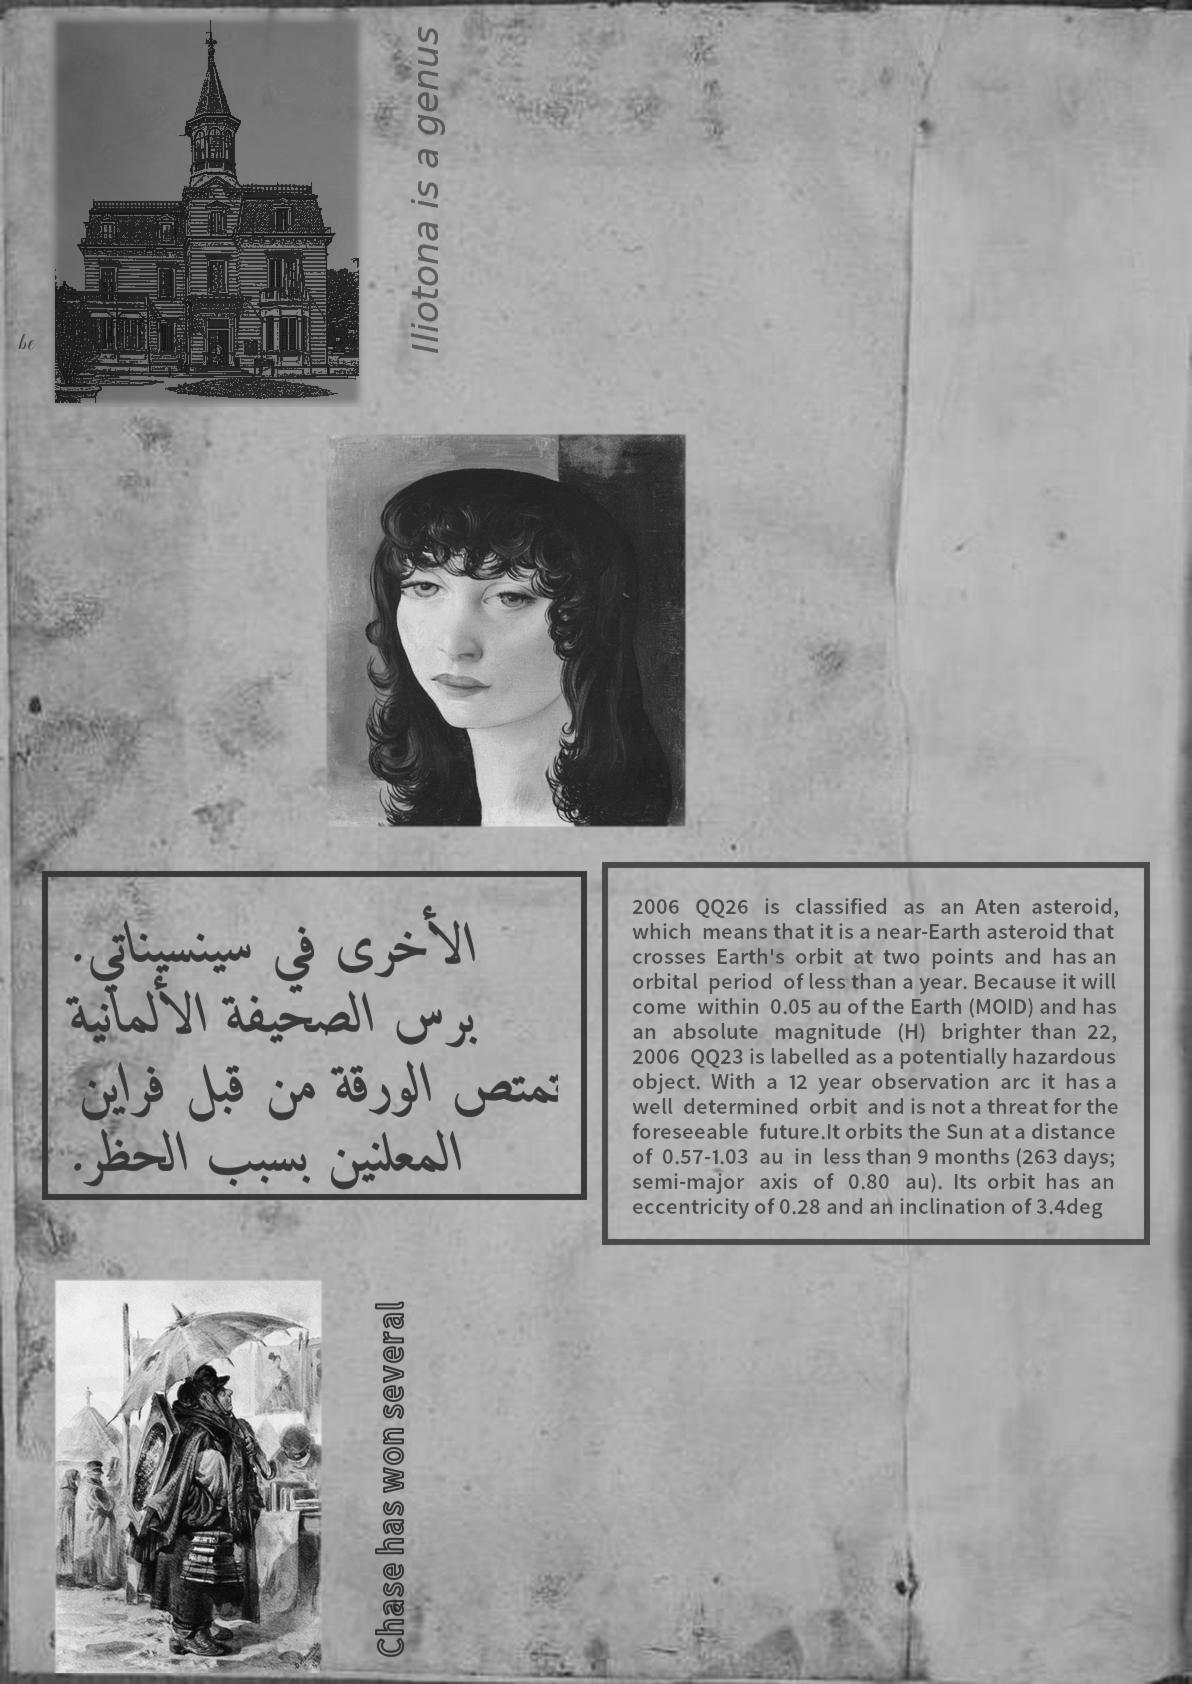 Iliotona is a genus
be
الأخرى في سينسيناتي.
برس الصحيفة الألمانية
تمتص الورقة من قبل فراين
المعلنين بسبب الحظر.
2006 QQ26 is classified as an Aten asteroid,
which means that it is a near-Earth asteroid that
crosses Earth's orbit at two points and has an
orbital period of less than a year. Because it will
come within 0.05 au of the Earth (MOID) and has
an absolute magnitude (H) brighter than 22,
2006 QQ23 is labelled as a potentially hazardous
object. With a 12 year observation arc it has a
well determined orbit and is not a threat for the
foreseeable future.It orbits the Sun at a distance
of 0.57-1.03 au in less than 9 months (263 days;
semi-major axis of 0.80 au). Its orbit has an
eccentricity of 0.28 and an inclination of 3.4deg
Chase has won several